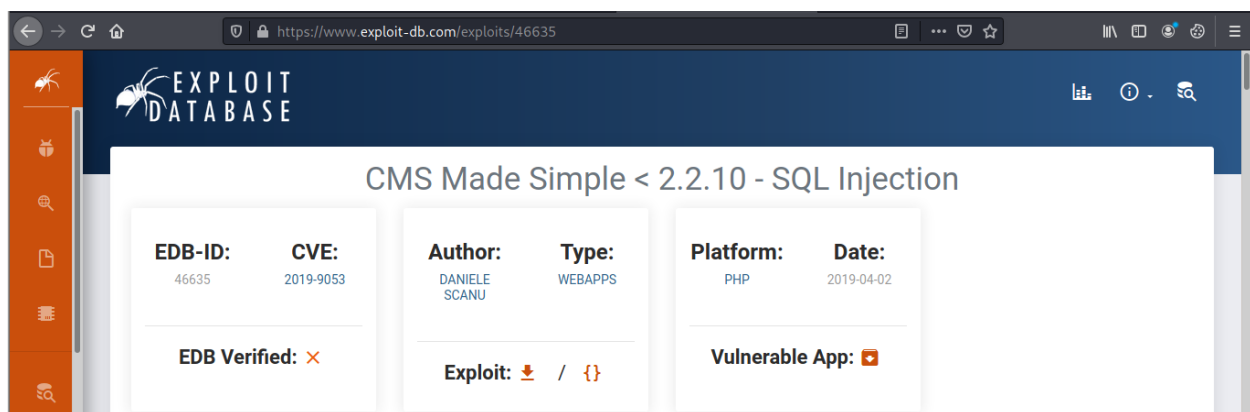 https://www.exploit-db.com/exploits/46635
EXPLOIT
DATABASE
CMS Made Simple < 2.2.10 - SQL Injection
EDB-ID:
46635
CVE:
2019-9053
EDB Verified: ×
Author:
DANIELE
SCANU
Type:
WEBAPPS
Exploit: / {}
Platform:
PHP
Date:
2019-04-02
Vulnerable App: